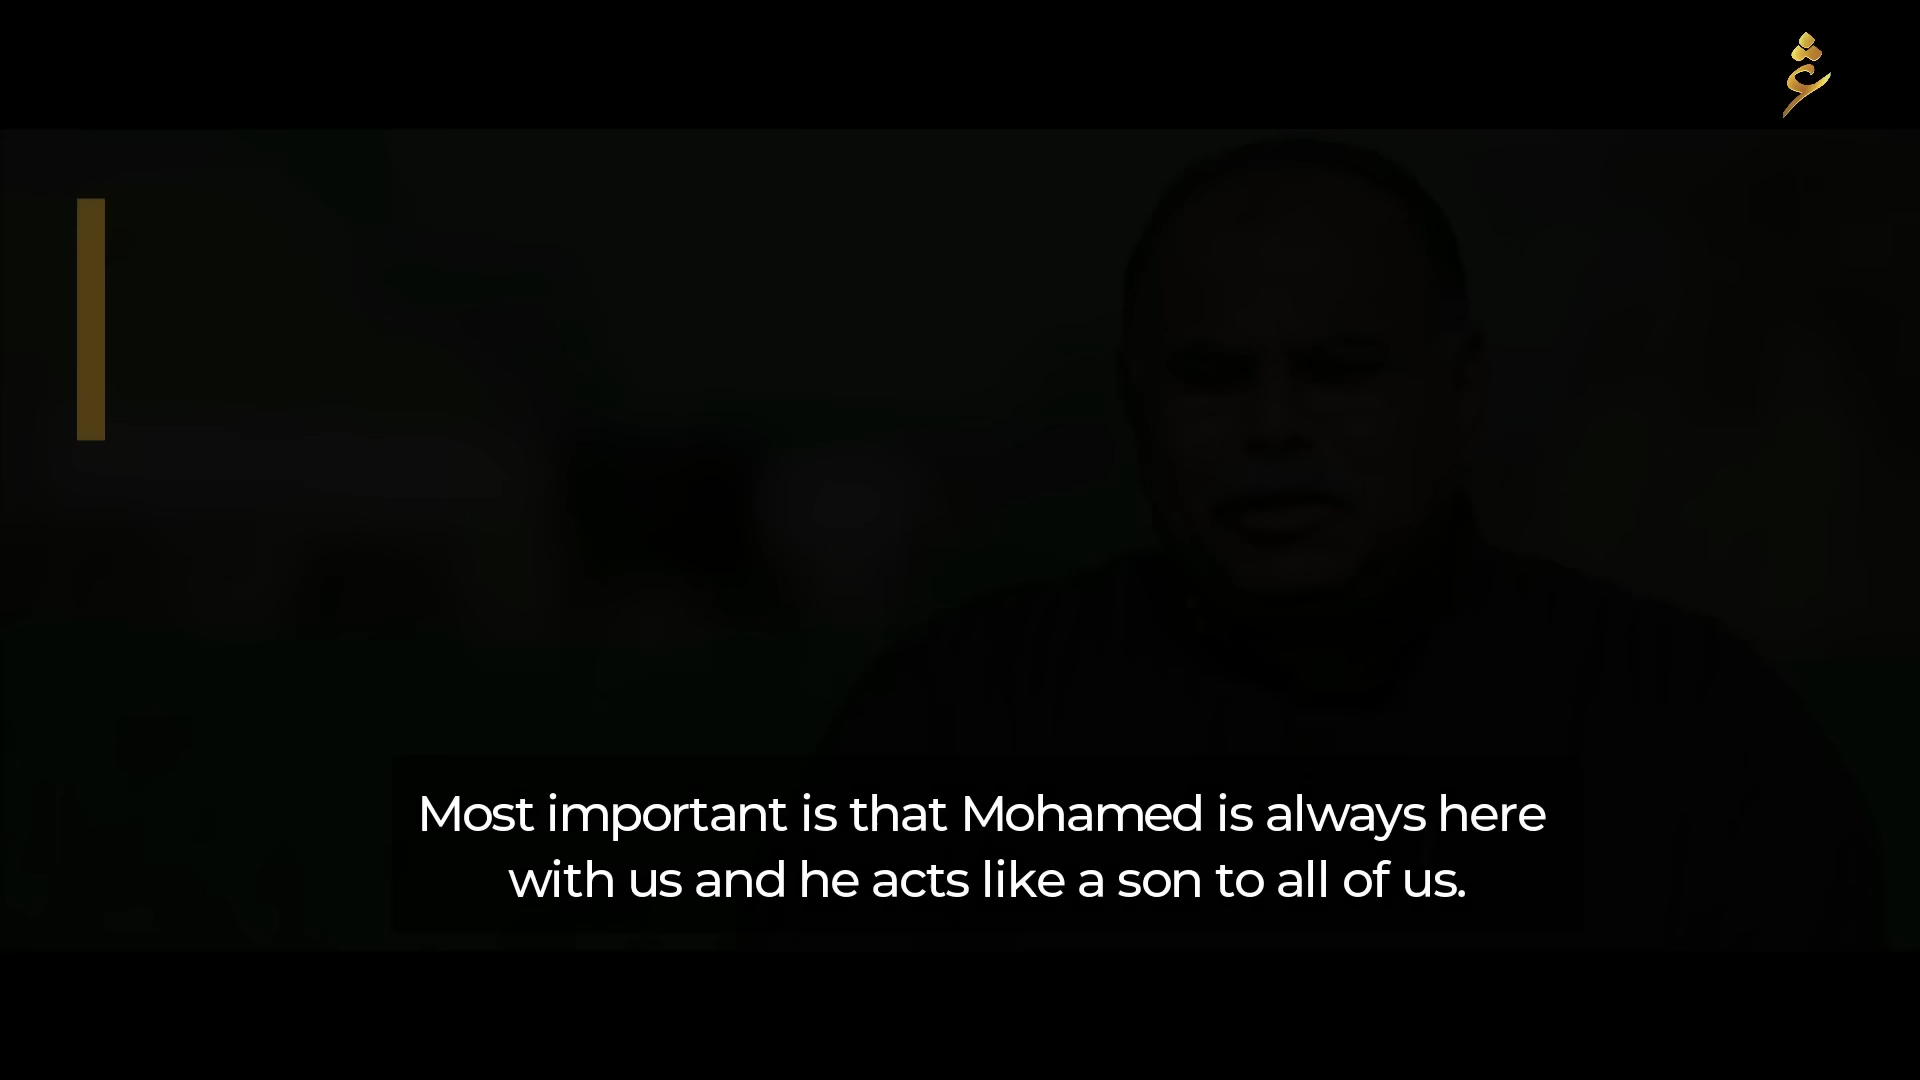 Most important is that Mohamed is always here
with us and he acts like a son to all of us.